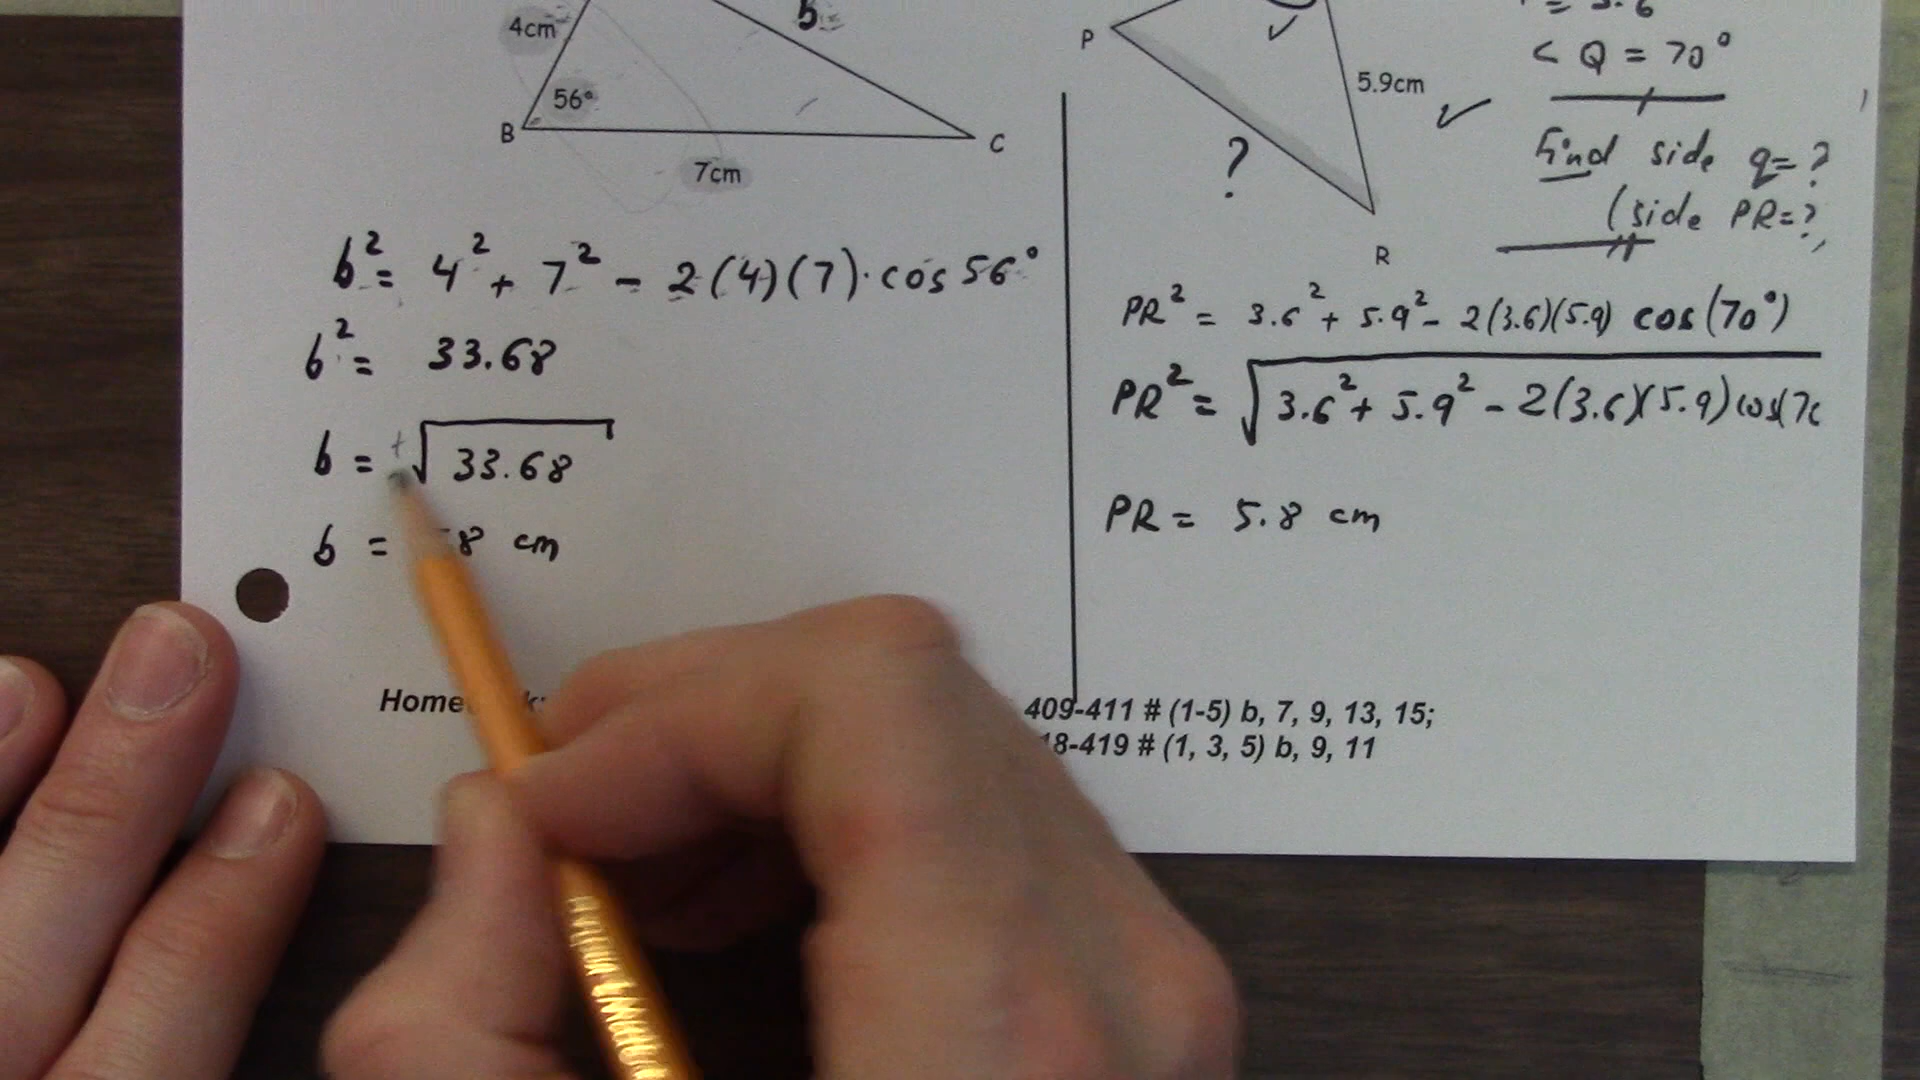 4cm
b
56°
B
C
7cm
b² = 4² + 7² - 2(4)(7)·cos 56°
b² = 33.68
b = ±√33.68
b = 8 cm
P
5.9cm
?
R
= 3.6
< Q = 70°
find side q=?
(side PR=?
PR² = 3.6² + 5.9² - 2(3.6)(5.9) cos(70°)
PR² = √3.6² + 5.9² - 2(3.6)(5.9)cos(70
PR = 5.8 cm
409-411 # (1-5) b, 7, 9, 13, 15;
18-419 # (1, 3, 5) b, 9, 11